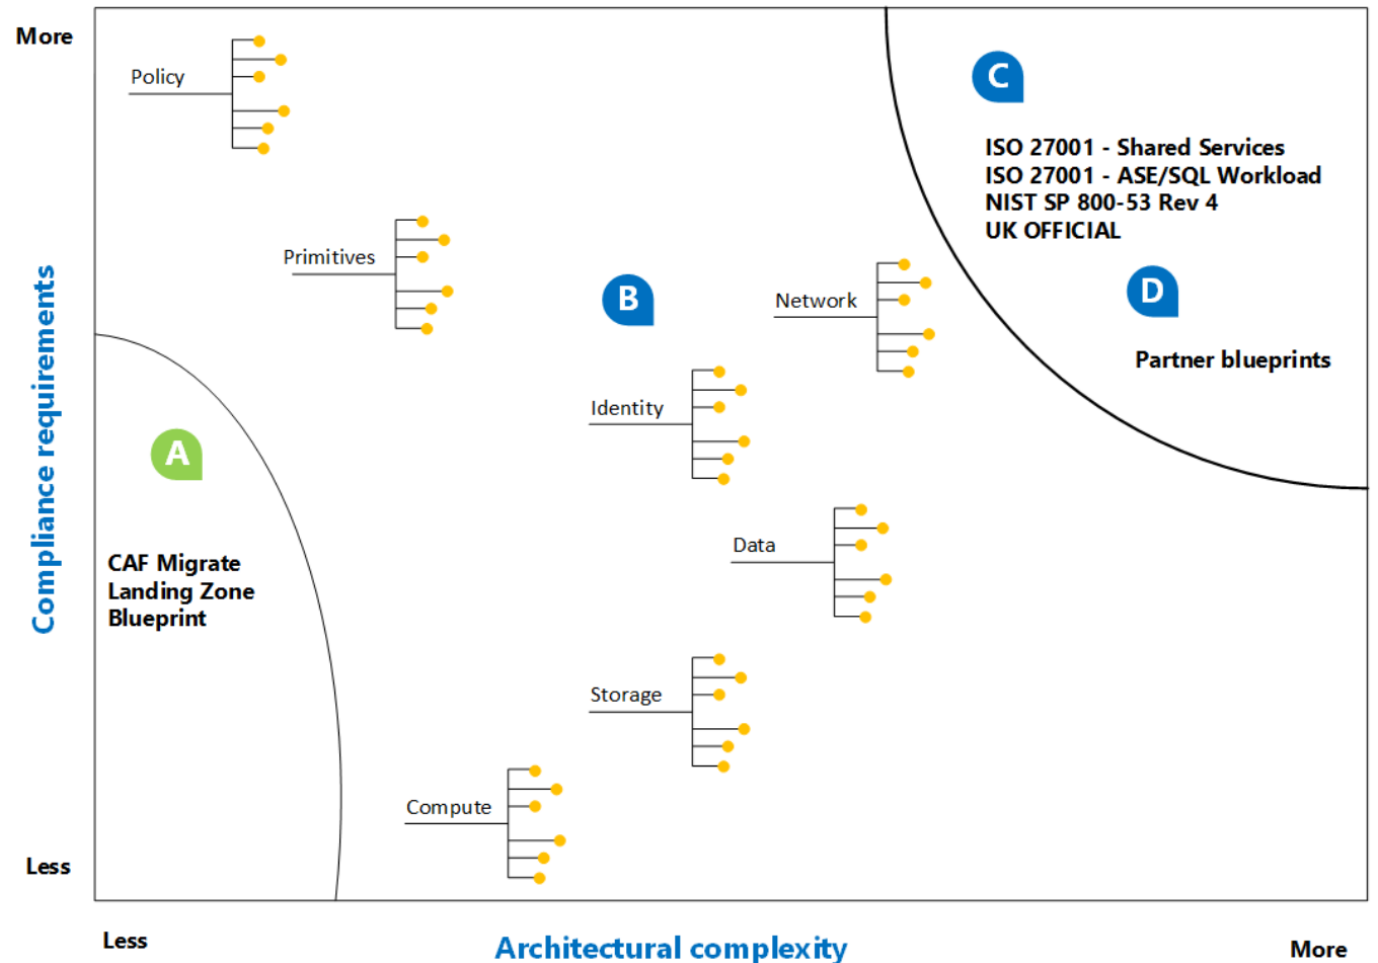 More
Policy
C
ISO 27001 - Shared Services
ISO 27001 - ASE/SQL Workload
NIST SP 800-53 Rev 4
UK OFFICIAL
Primitives
B
Network
D
Partner blueprints
Compliance requirements
Identity
A
CAF Migrate
Landing Zone
Blueprint
Data
Storage
Compute
Less
Less
Architectural complexity
More